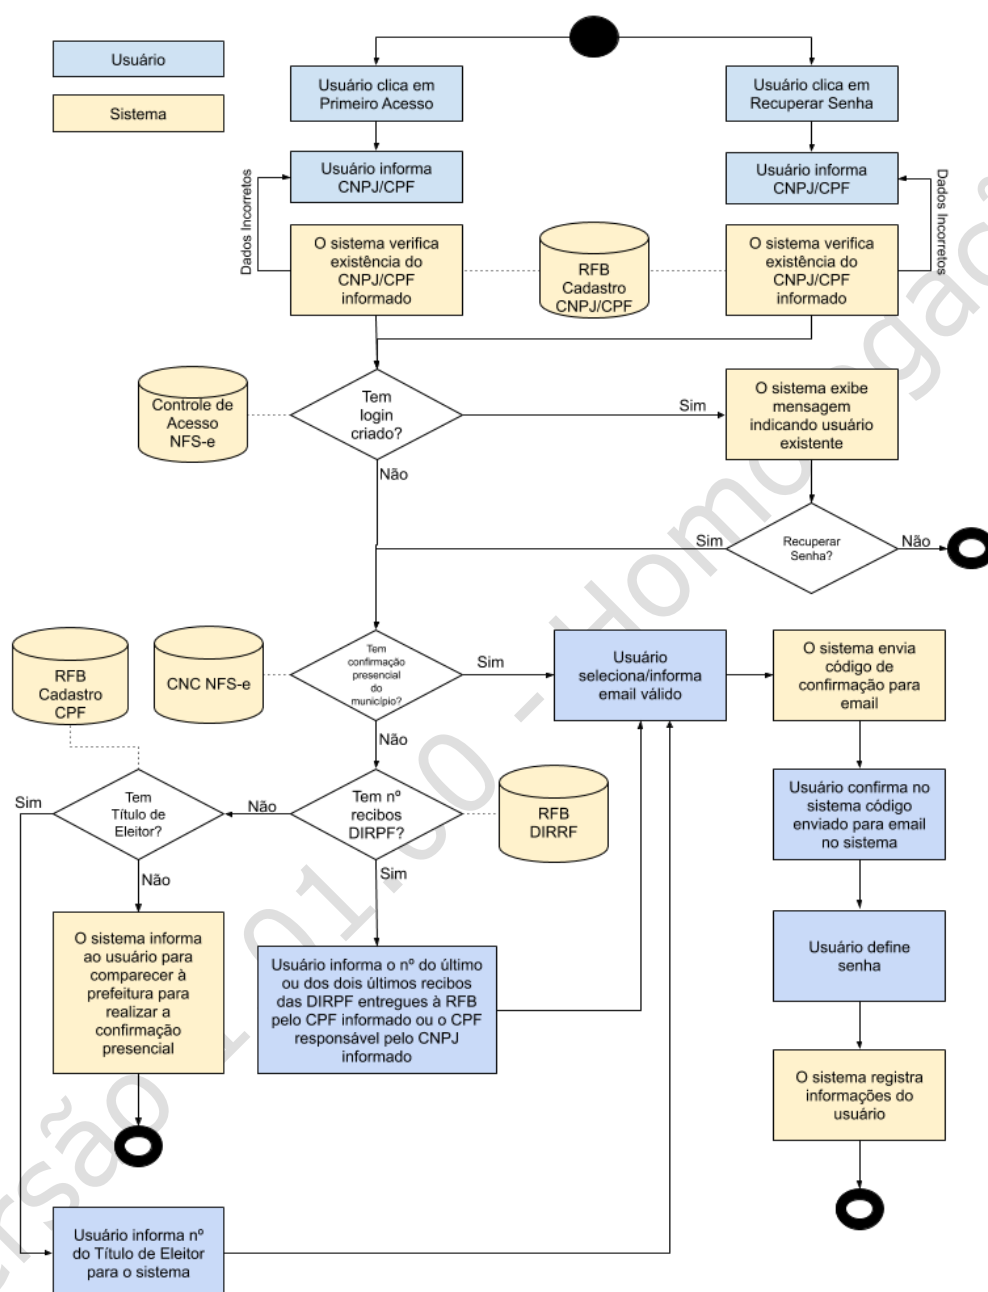 Usuário
Sistema
Usuário clica em
Primeiro Acesso
Usuário clica em
Recuperar Senha
Usuário informa
CNPJ/CPF
Usuário informa
CNPJ/CPF
Dados Incorretos
Dados Incorretos
O sistema verifica
existência do
CNPJ/CPF
informado
RFB
Cadastro
CNPJ/CPF
O sistema verifica
existência do
CNPJ/CPF
informado
Controle de
Acesso
NFS-e
Tem
login
criado?
Sim
Não
O sistema exibe
mensagem
indicando usuário
existente
Recuperar
Senha?
Sim
Não
RFB
Cadastro
CPF
CNC NFS-e
Tem
confirmação
presencial
do
município?
Sim
Não
Usuário
seleciona/informa
email válido
O sistema envia
código de
confirmação para
email
Sim
Tem
Título de
Eleitor?
Não
Não
Tem nº
recibos
DIRPF?
Sim
RFB
DIRRF
Usuário confirma no
sistema código
enviado para email
no sistema
O sistema informa
ao usuário para
comparecer à
prefeitura para
realizar a
confirmação
presencial
Usuário informa o nº do último
ou dos dois últimos recibos
das DIRPF entregues à RFB
pelo CPF informado ou o CPF
responsável pelo CNPJ
informado
Usuário define
senha
O sistema registra
informações do
usuário
Usuário informa nº
do Título de Eleitor
para o sistema